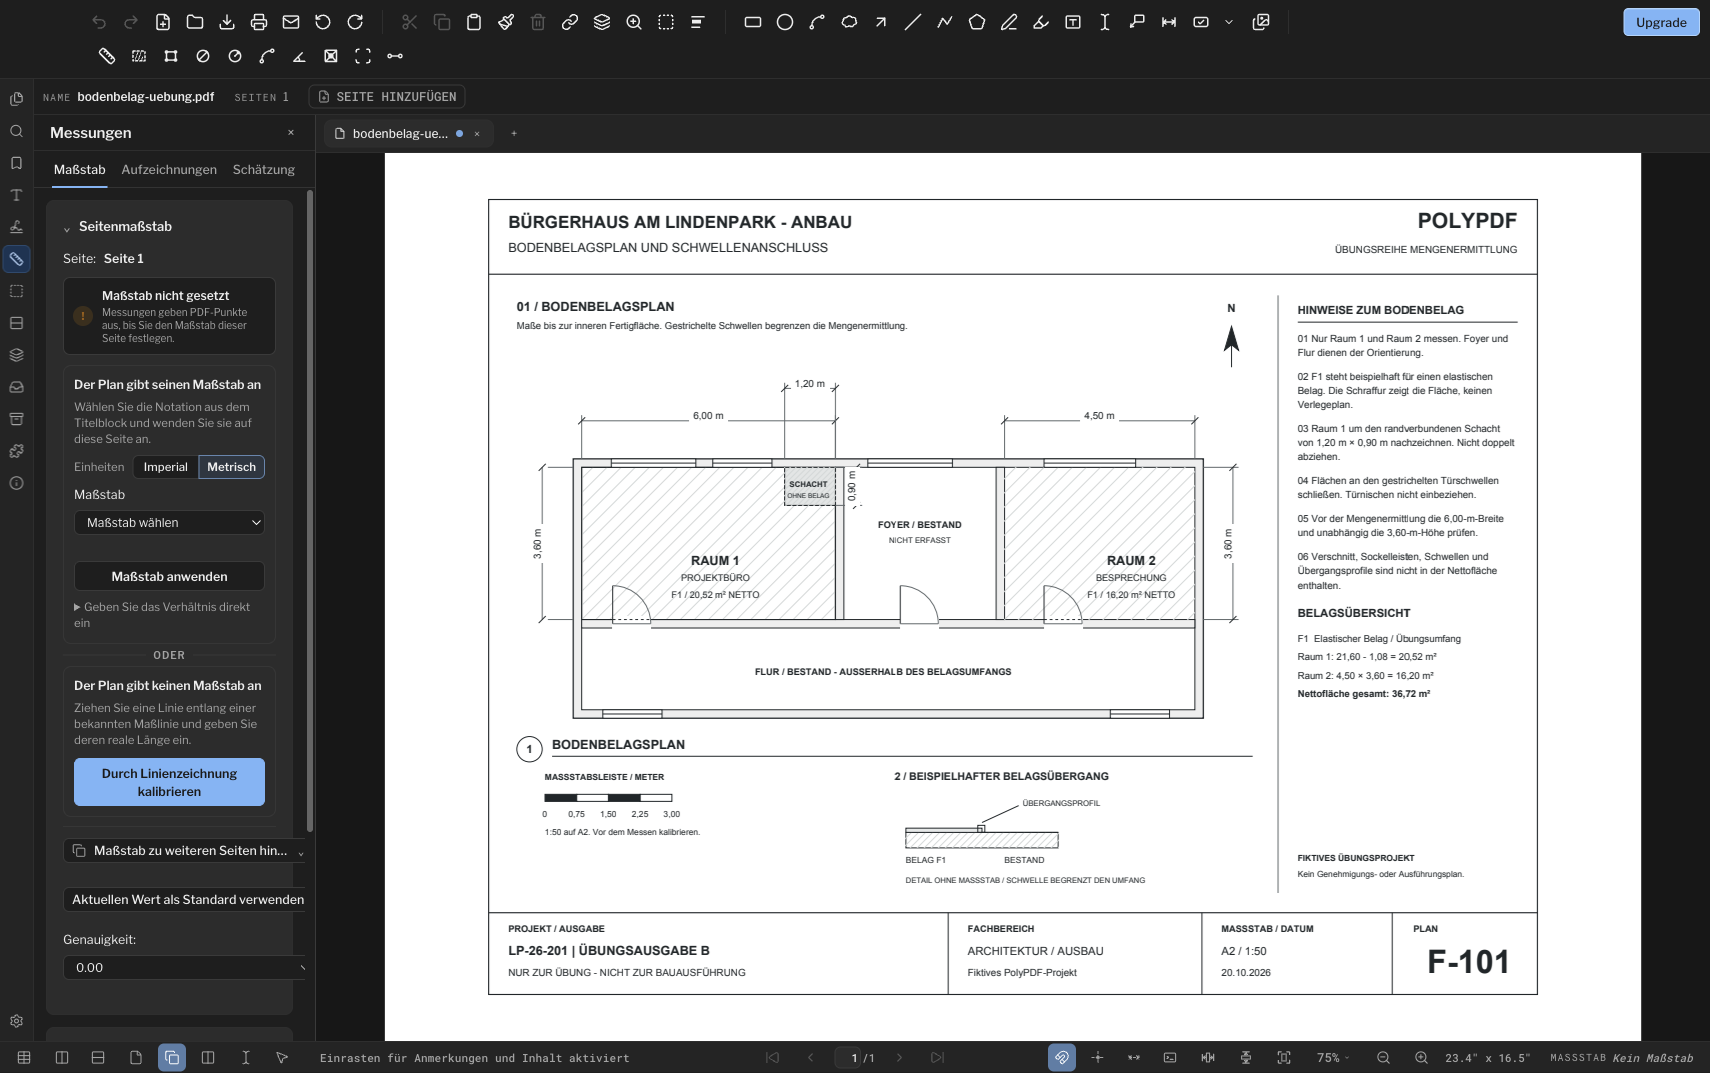 Upgrade
NAME bodenbelag-uebung.pdf SEITEN 1 SEITE HINZUFÜGEN
Messungen
bodenbelag-ue...
Maßstab Aufzeichnungen Schätzung
Seitenmaßstab
Seite: Seite 1
Maßstab nicht gesetzt
Messungen geben PDF-Punkte
aus, bis Sie den Maßstab dieser
Seite festlegen.
Der Plan gibt seinen Maßstab an
Wählen Sie die Notation aus dem
Titelblock und wenden Sie sie auf
diese Seite an.
Einheiten Imperial Metrisch
Maßstab
Maßstab wählen
Maßstab anwenden
Geben Sie das Verhältnis direkt
ein
ODER
Der Plan gibt keinen Maßstab an
Ziehen Sie eine Linie entlang einer
bekannten Maßlinie und geben Sie
deren reale Länge ein.
Durch Linienzeichnung
kalibrieren
Maßstab zu weiteren Seiten hin...
Aktuellen Wert als Standard verwenden
Genauigkeit:
0.00
BÜRGERHAUS AM LINDENPARK - ANBAU
BODENBELAGSPLAN UND SCHWELLENANSCHLUSS
POLYPDF
ÜBUNGSREIHE MENGENERMITTLUNG
01 / BODENBELAGSPLAN
Maße bis zur inneren Fertigfläche. Gestrichelte Schwellen begrenzen die Mengenermittlung.
N
1,20 m
6,00 m
4,50 m
3,60 m
0,90 m
3,60 m
SCHACHT
OHNE BELAG
FOYER / BESTAND
NICHT ERFASST
RAUM 1
PROJEKTBÜRO
F1 / 20,52 m² NETTO
RAUM 2
BESPRECHUNG
F1 / 16,20 m² NETTO
FLUR / BESTAND - AUSSERHALB DES BELAGSUMFANGS
1 BODENBELAGSPLAN
MASSSTABSLEISTE / METER
0 0,75 1,50 2,25 3,00
1:50 auf A2. Vor dem Messen kalibrieren.
2 / BEISPIELHAFTER BELAGSÜBERGANG
ÜBERGANGSPROFIL
BELAG F1 BESTAND
DETAIL OHNE MASSSTAB / SCHWELLE BEGRENZT DEN UMFANG
HINWEISE ZUM BODENBELAG
01 Nur Raum 1 und Raum 2 messen. Foyer und
Flur dienen der Orientierung.
02 F1 steht beispielhaft für einen elastischen
Belag. Die Schraffur zeigt die Fläche, keinen
Verlegeplan.
03 Raum 1 um den randverbundenen Schacht
von 1,20 m × 0,90 m nachzeichnen. Nicht doppelt
abziehen.
04 Flächen an den gestrichelten Türschwellen
schließen. Türnischen nicht einbeziehen.
05 Vor der Mengenermittlung die 6,00-m-Breite
und unabhängig die 3,60-m-Höhe prüfen.
06 Verschnitt, Sockelleisten, Schwellen und
Übergangsprofile sind nicht in der Nettofläche
enthalten.
BELAGSÜBERSICHT
F1 Elastischer Belag / Übungsumfang
Raum 1: 21,60 - 1,08 = 20,52 m²
Raum 2: 4,50 × 3,60 = 16,20 m²
Nettofläche gesamt: 36,72 m²
FIKTIVES ÜBUNGSPROJEKT
Kein Genehmigungs- oder Ausführungsplan.
PROJEKT / AUSGABE
LP-26-201 | ÜBUNGSAUSGABE B
NUR ZUR ÜBUNG - NICHT ZUR BAUAUSFÜHRUNG
FACHBEREICH
ARCHITEKTUR / AUSBAU
Fiktives PolyPDF-Projekt
MASSSTAB / DATUM
A2 / 1:50
20.10.2026
PLAN
F-101
Einrasten für Anmerkungen und Inhalt aktiviert
1 /1
75%
23.4" x 16.5"
MASSSTAB Kein Maßstab